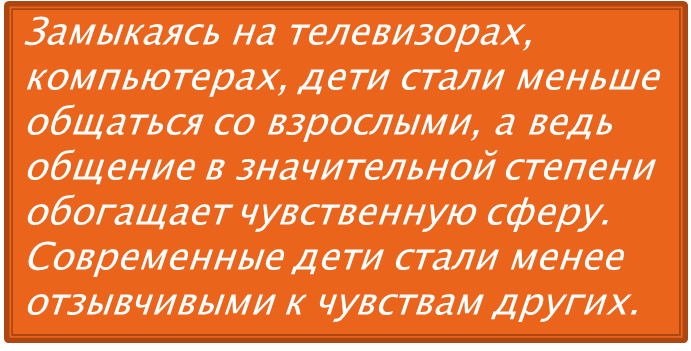 Замыкаясь на телевизорах,
компьютерах, дети стали меньше
общаться со взрослыми, а ведь
общение в значительной степени
обогащает чувственную сферу.
Современные дети стали менее
отзывчивыми к чувствам других.